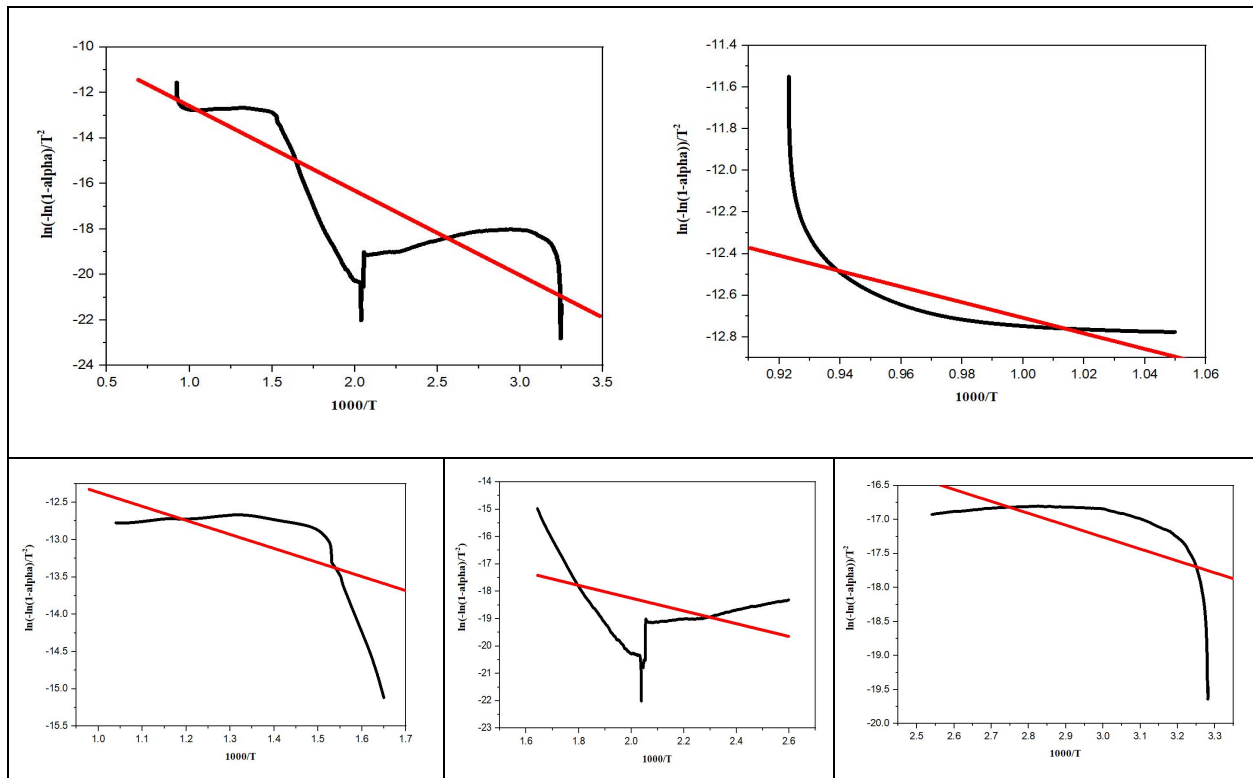 ln(-ln(1-alpha)/T²
-10
-12
-14
-16
-18
-20
-22
-24
0.5 1.0 1.5 2.0 2.5 3.0 3.5
1000/T
ln(-ln(1-alpha))/T²
-11.4
-11.6
-11.8
-12.0
-12.2
-12.4
-12.6
-12.8
0.92 0.94 0.96 0.98 1.00 1.02 1.04 1.06
1000/T
ln(-ln(1-alpha)/T²)
-12.5
-13.0
-13.5
-14.0
-14.5
-15.0
-15.5
1.0 1.1 1.2 1.3 1.4 1.5 1.6 1.7
1000/T
ln(-ln(1-alpha)/T²)
-14
-15
-16
-17
-18
-19
-20
-21
-22
-23
1.6 1.8 2.0 2.2 2.4 2.6
1000/T
ln(-ln(1-alpha))/T²)
-16.5
-17.0
-17.5
-18.0
-18.5
-19.0
-19.5
-20.0
2.5 2.6 2.7 2.8 2.9 3.0 3.1 3.2 3.3
1000/T